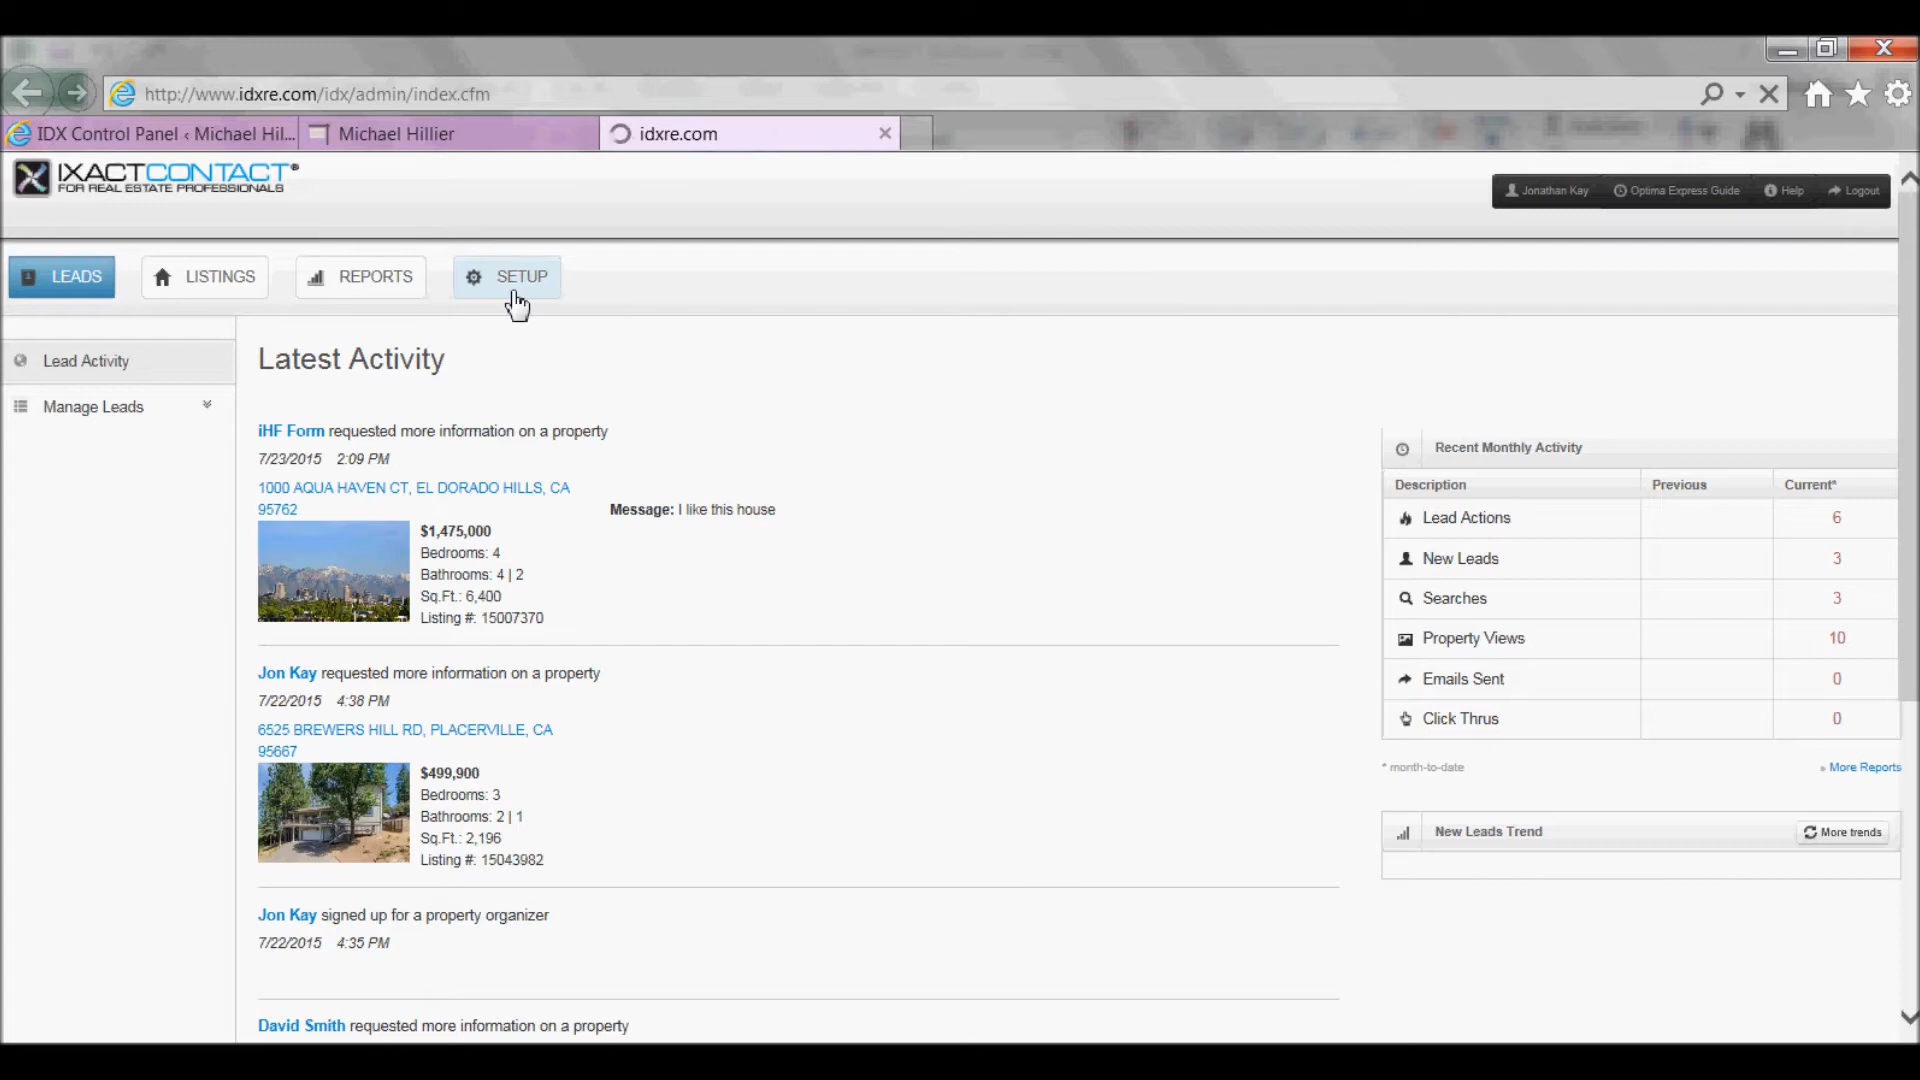 http://www.idxre.com/idx/admin/index.cfm
IDX Control Panel ‹ Michael Hil...
Michael Hillier
idxre.com
IXACTCONTACT®
FOR REAL ESTATE PROFESSIONALS
Jonathan Kay
Optima Express Guide
Help
Logout
LEADS
LISTINGS
REPORTS
SETUP
Lead Activity
Manage Leads
Latest Activity
iHF Form requested more information on a property
7/23/2015 2:09 PM
1000 AQUA HAVEN CT, EL DORADO HILLS, CA
95762
Message: I like this house
$1,475,000
Bedrooms: 4
Bathrooms: 4 | 2
Sq.Ft.: 6,400
Listing #: 15007370
Jon Kay requested more information on a property
7/22/2015 4:38 PM
6525 BREWERS HILL RD, PLACERVILLE, CA
95667
$499,900
Bedrooms: 3
Bathrooms: 2 | 1
Sq.Ft.: 2,196
Listing #: 15043982
Jon Kay signed up for a property organizer
7/22/2015 4:35 PM
David Smith requested more information on a property
Recent Monthly Activity
Description Previous Current*
Lead Actions 6
New Leads 3
Searches 3
Property Views 10
Emails Sent 0
Click Thrus 0
* month-to-date
» More Reports
New Leads Trend
More trends